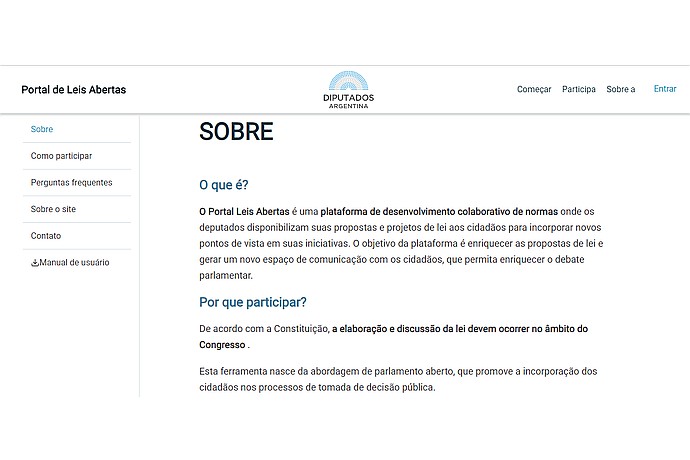 Portal de Leis Abertas
DIPUTADOS
ARGENTINA
Começar Participa Sobre a Entrar
Sobre
Como participar
Perguntas frequentes
Sobre o site
Contato
Manual de usuário
SOBRE
O que é?
O Portal Leis Abertas é uma plataforma de desenvolvimento colaborativo de normas onde os
deputados disponibilizam suas propostas e projetos de lei aos cidadãos para incorporar novos
pontos de vista em suas iniciativas. O objetivo da plataforma é enriquecer as propostas de lei e
gerar um novo espaço de comunicação com os cidadãos, que permita enriquecer o debate
parlamentar.
Por que participar?
De acordo com a Constituição, a elaboração e discussão da lei devem ocorrer no âmbito do
Congresso .
Esta ferramenta nasce da abordagem de parlamento aberto, que promove a incorporação dos
cidadãos nos processos de tomada de decisão pública.